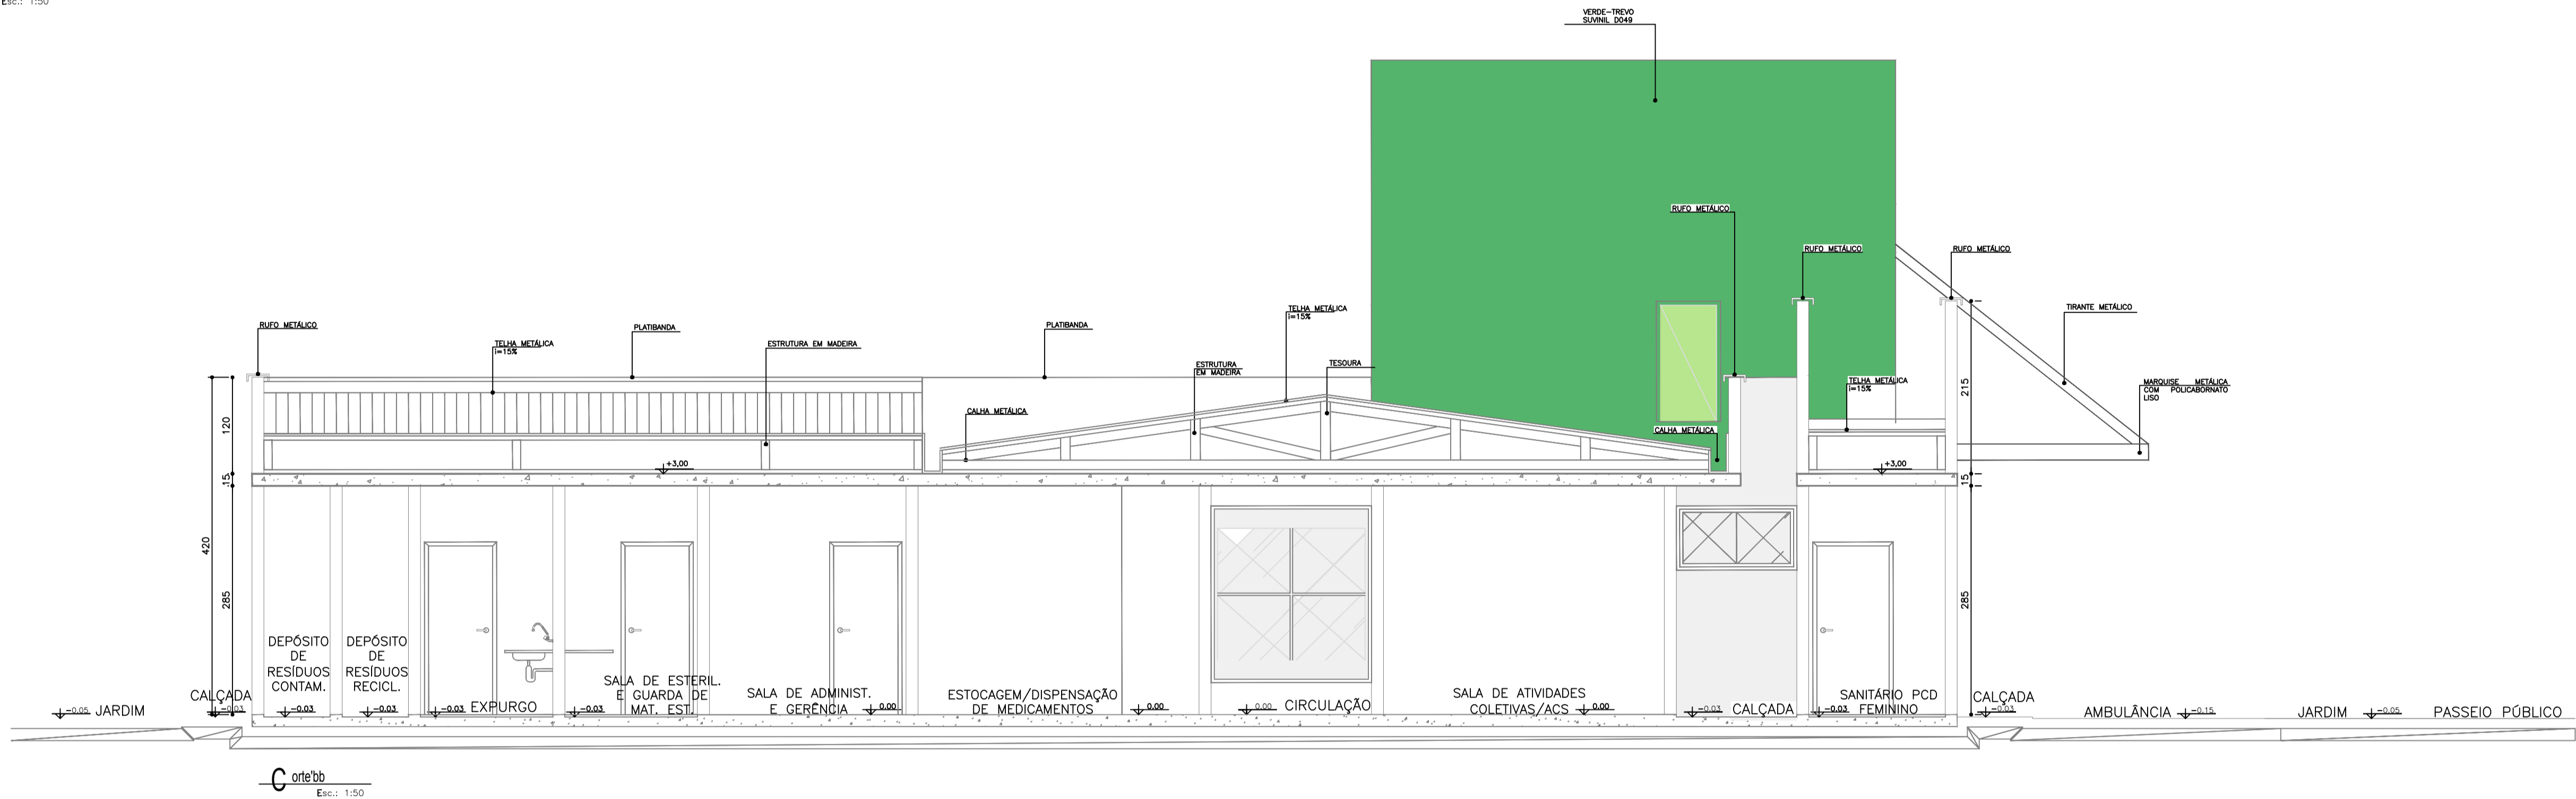 Esc.: 1:50
VERDE-TREVO
SUVINIL D049
RUFO METÁLICO
RUFO METÁLICO
RUFO METÁLICO
TIRANTE METÁLICO
TELHA METÁLICA
i=15%
RUFO METÁLICO
PLATIBANDA
PLATIBANDA
TELHA METÁLICA
i=15%
ESTRUTURA EM MADEIRA
ESTRUTURA
EM MADEIRA
TESOURA
TELHA METÁLICA
i=15%
MARQUISE METÁLICA
COM POLICABORNATO
LISO
CALHA METÁLICA
CALHA METÁLICA
215
120
+3,00
+3,00
15
15
420
285
285
DEPÓSITO
DE
RESÍDUOS
CONTAM.
DEPÓSITO
DE
RESÍDUOS
RECICL.
SALA DE ESTERIL.
E GUARDA DE
MAT. EST.
SALA DE ADMINIST.
E GERÊNCIA
ESTOCAGEM/DISPENSAÇÃO
DE MEDICAMENTOS
SALA DE ATIVIDADES
COLETIVAS/ACS
SANITÁRIO PCD
FEMININO
CALÇADA
CALÇADA
-0.05 JARDIM
-0.03
-0.03
-0.03
-0.03 EXPURGO
-0.03
0.00
0.00
0.00 CIRCULAÇÃO
0.00
-0.03 CALÇADA
-0.03
-0.03
AMBULÂNCIA -0.15
JARDIM -0.05
PASSEIO PÚBLICO
Corte'bb
Esc.: 1:50